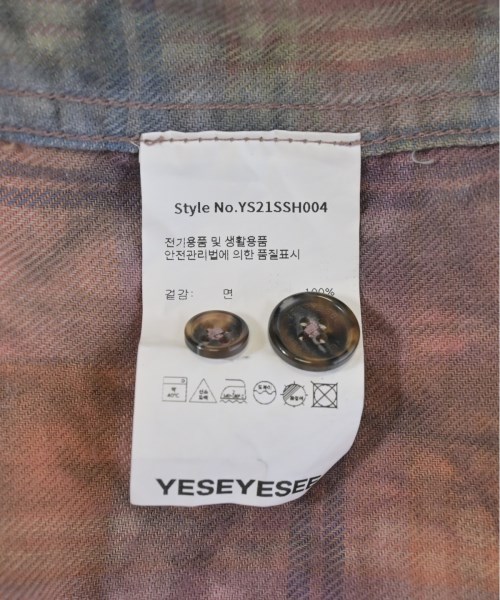 Style No.YS21SSH004
전기용품 및 생활용품
안전관리법에 의한 품질표시
겉감: 면 100%
YESEYESEE